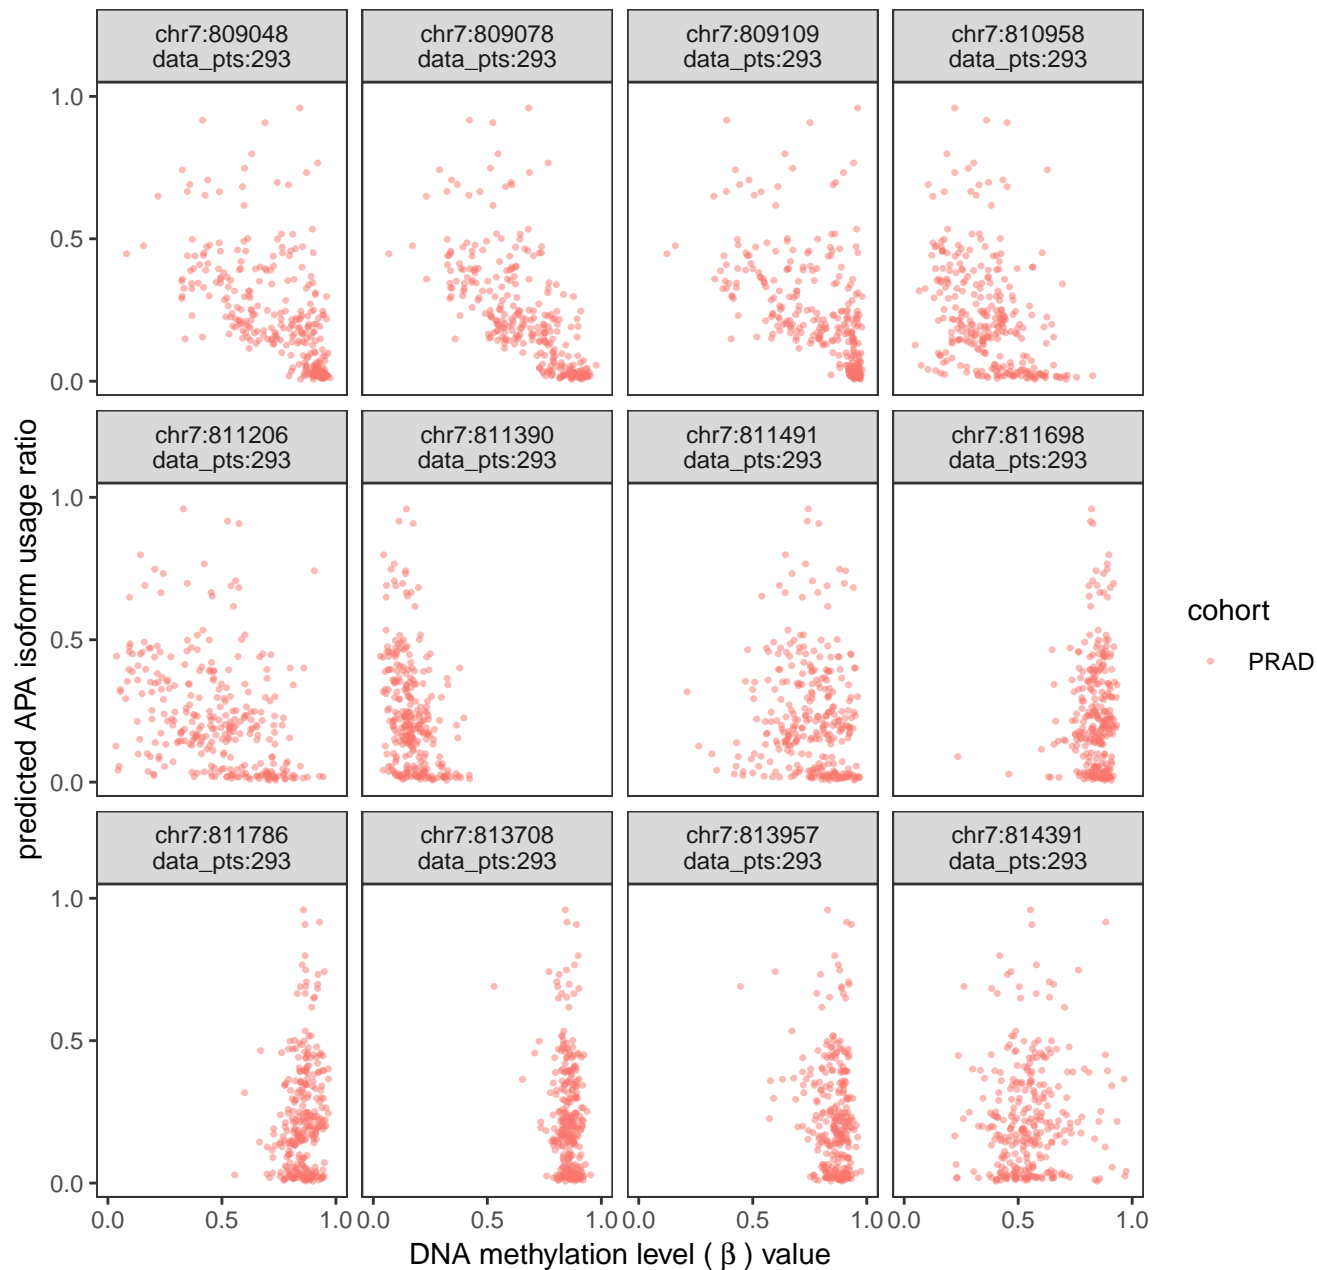 chr7:809048
data_pts:293
chr7:809078
data_pts:293
chr7:809109
data_pts:293
chr7:810958
data_pts:293
1.0
0.5
0.0
chr7:811206
data_pts:293
chr7:811390
data_pts:293
chr7:811491
data_pts:293
chr7:811698
data_pts:293
1.0
0.5
0.0
predicted APA isoform usage ratio
cohort
PRAD
chr7:811786
data_pts:293
chr7:813708
data_pts:293
chr7:813957
data_pts:293
chr7:814391
data_pts:293
1.0
0.5
0.0
0.0 0.5 1.0 0.0 0.5 1.0 0.0 0.5 1.0 0.0 0.5 1.0
DNA methylation level ( β ) value